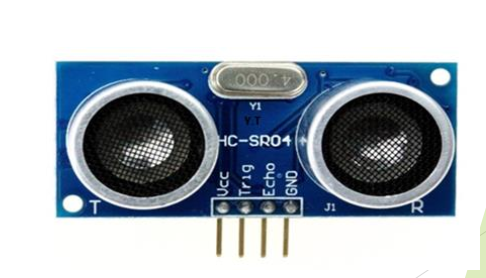 4.000
Y1
Y.T
HC-SR04
Vcc
Trig
Echo
GND
T
J1
R